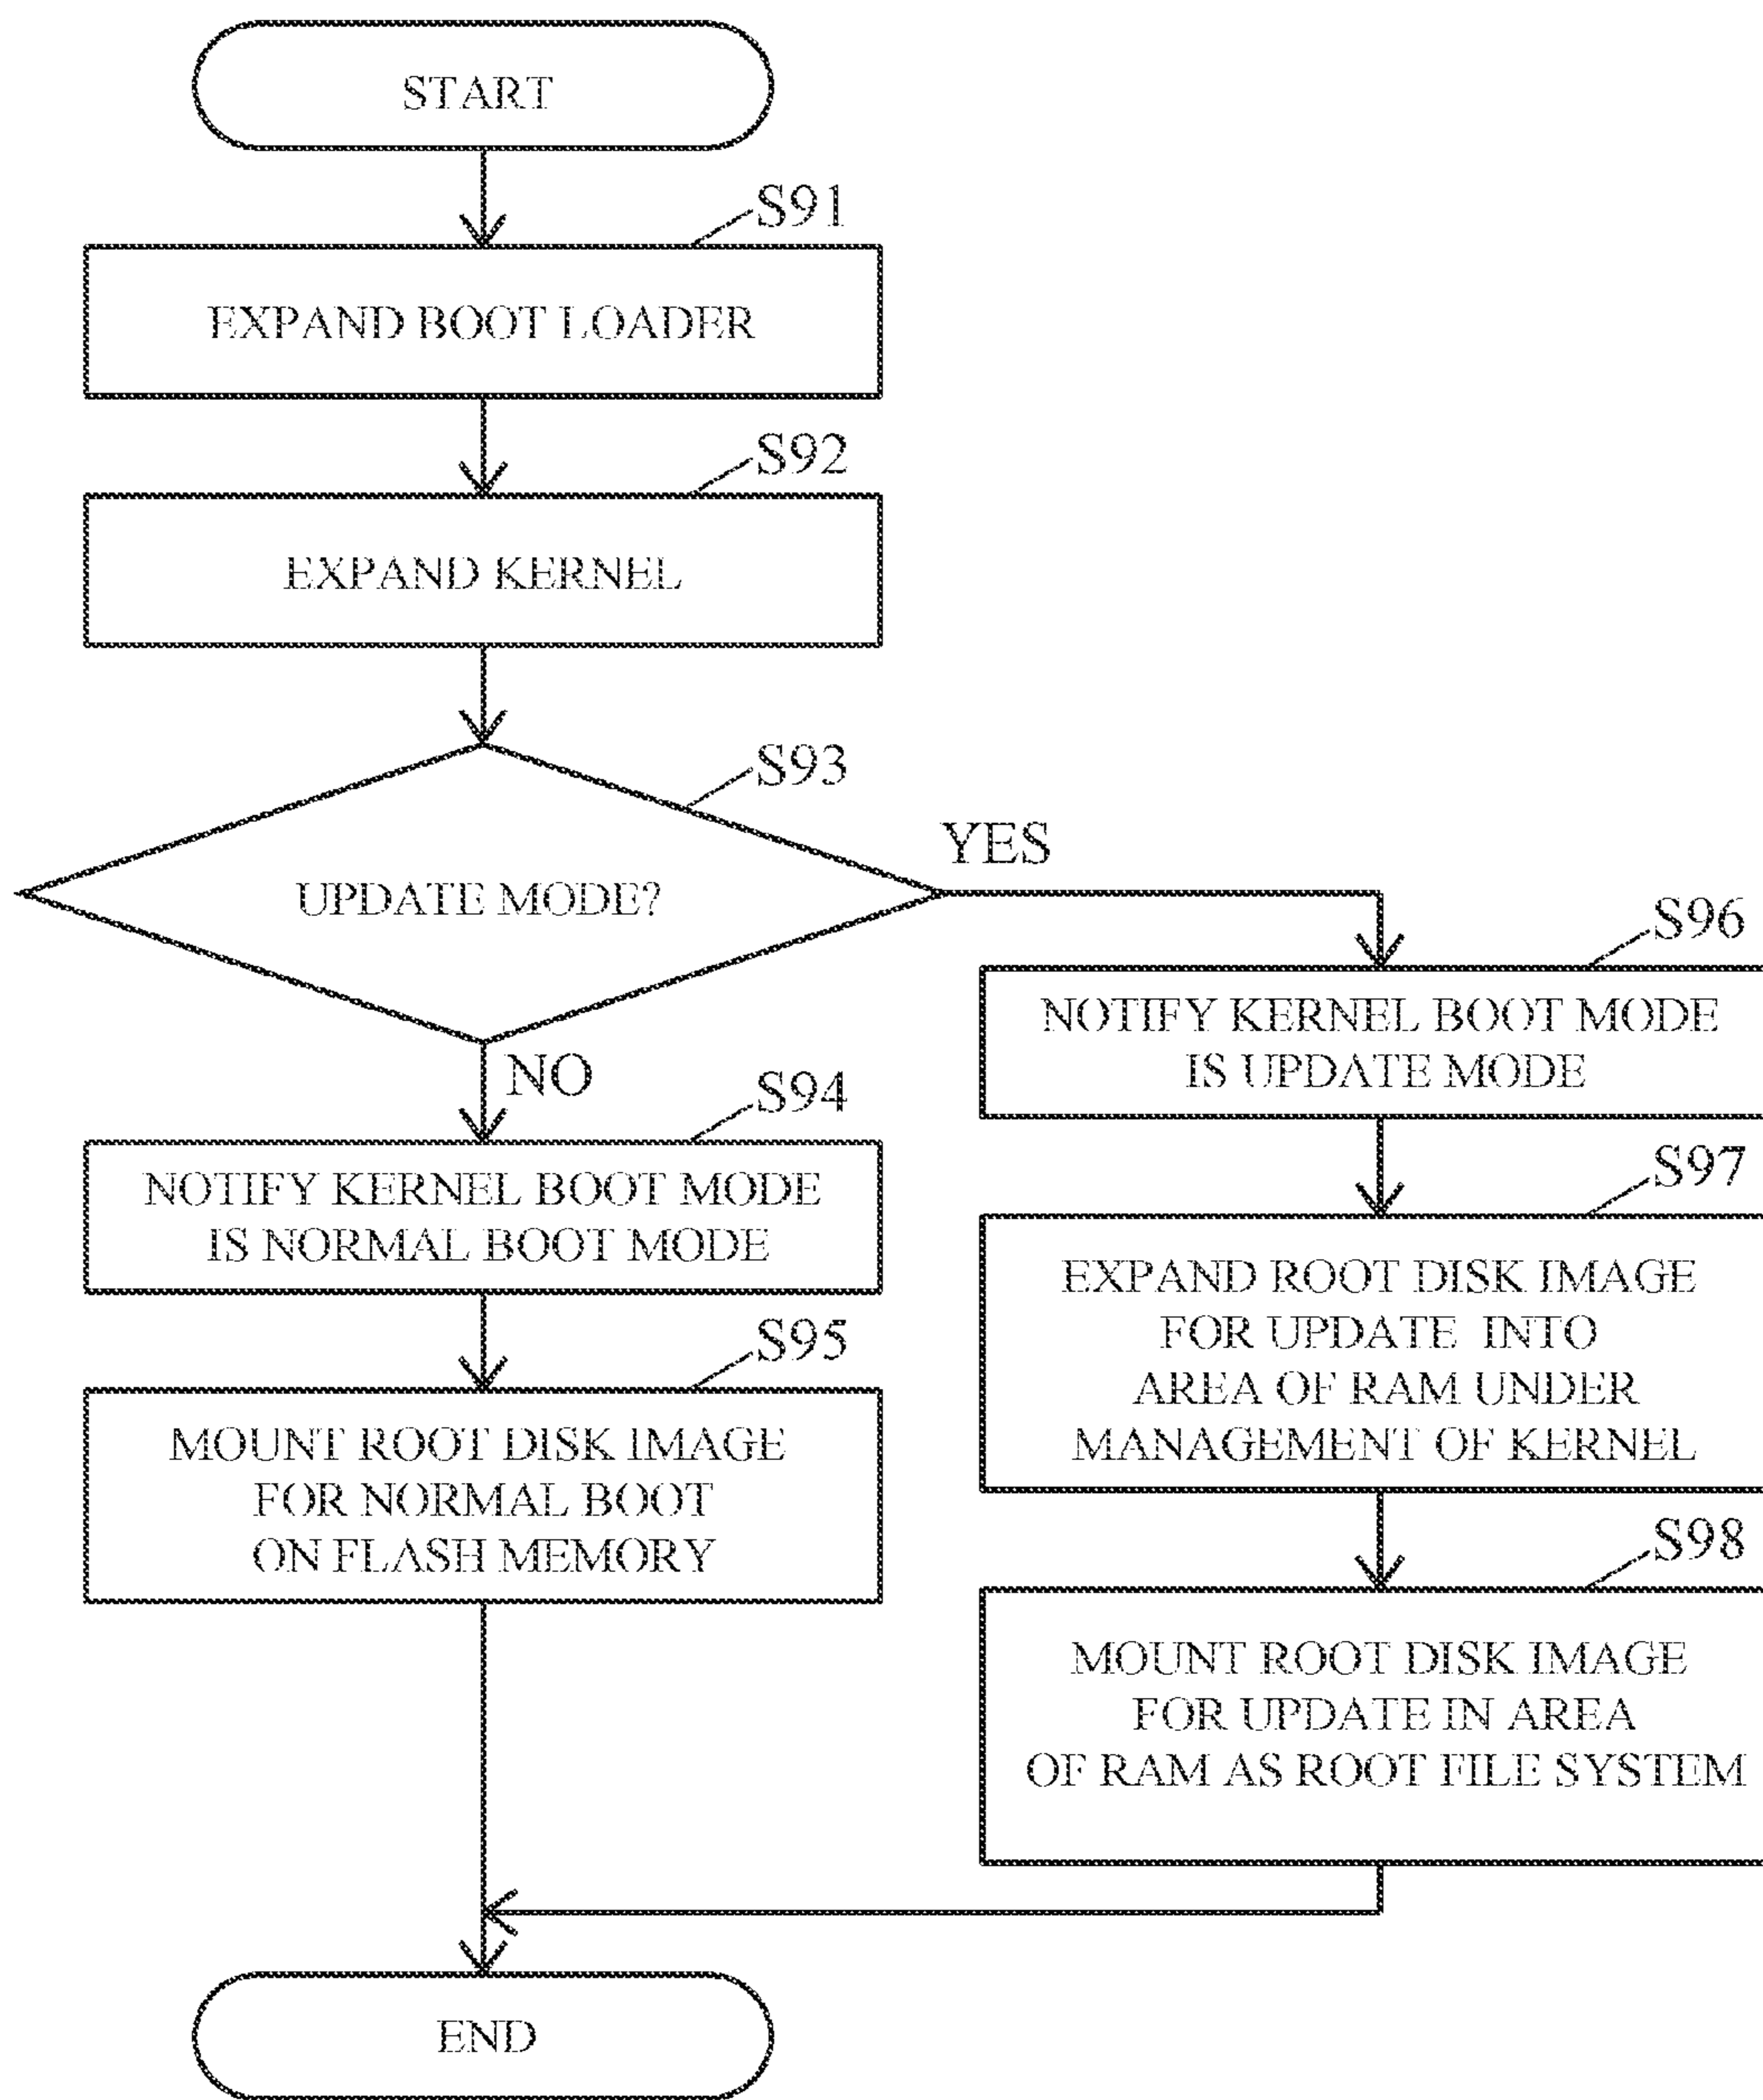 START
S91
EXPAND BOOT LOADER
S92
EXPAND KERNEL
S93
UPDATE MODE?
YES
NO
S94
NOTIFY KERNEL BOOT MODE
IS NORMAL BOOT MODE
S95
MOUNT ROOT DISK IMAGE
FOR NORMAL BOOT
ON FLASH MEMORY
S96
NOTIFY KERNEL BOOT MODE
IS UPDATE MODE
S97
EXPAND ROOT DISK IMAGE
FOR UPDATE INTO
AREA OF RAM UNDER
MANAGEMENT OF KERNEL
S98
MOUNT ROOT DISK IMAGE
FOR UPDATE IN AREA
OF RAM AS ROOT FILE SYSTEM
END